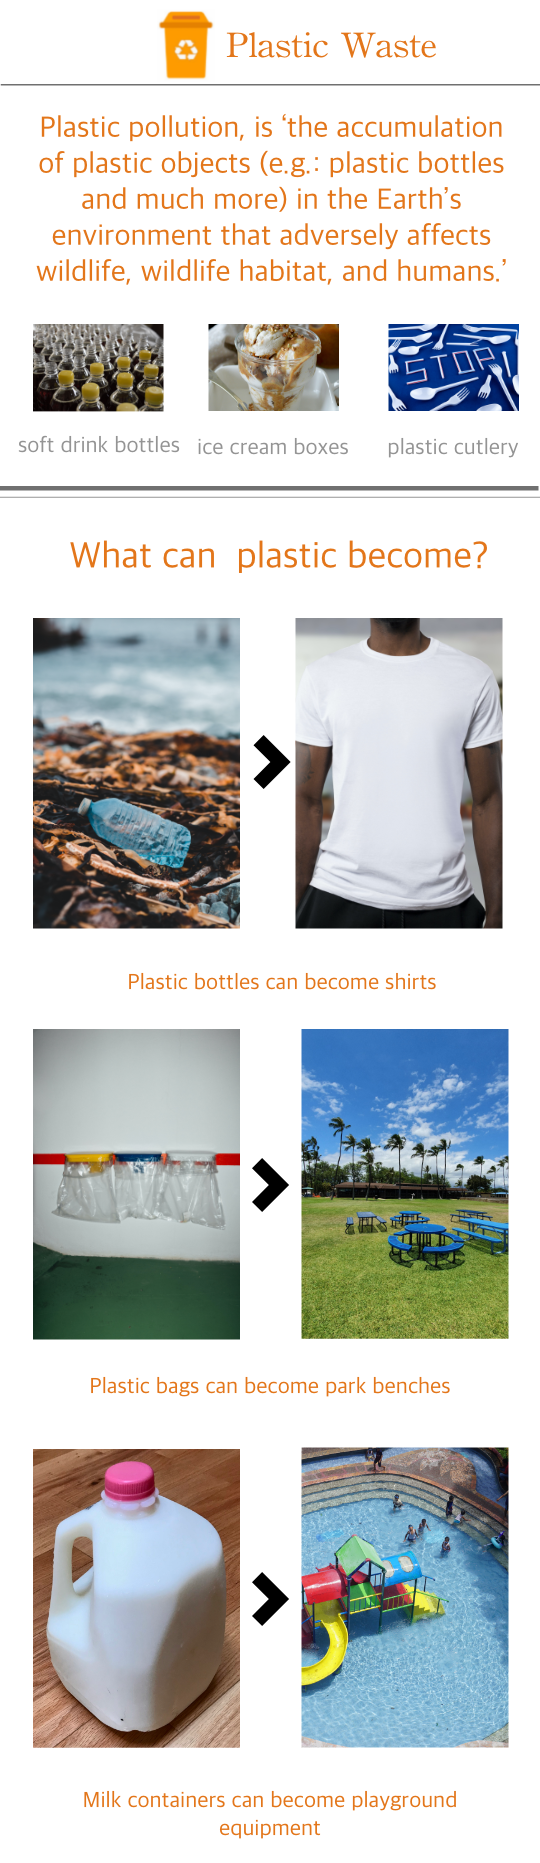 Plastic Waste
Plastic pollution, is ‘the accumulation
of plastic objects (e.g.: plastic bottles
and much more) in the Earth’s
environment that adversely affects
wildlife, wildlife habitat, and humans.’
STOP!
soft drink bottles
ice cream boxes
plastic cutlery
What can plastic become?
Plastic bottles can become shirts
Plastic bags can become park benches
Milk containers can become playground
equipment